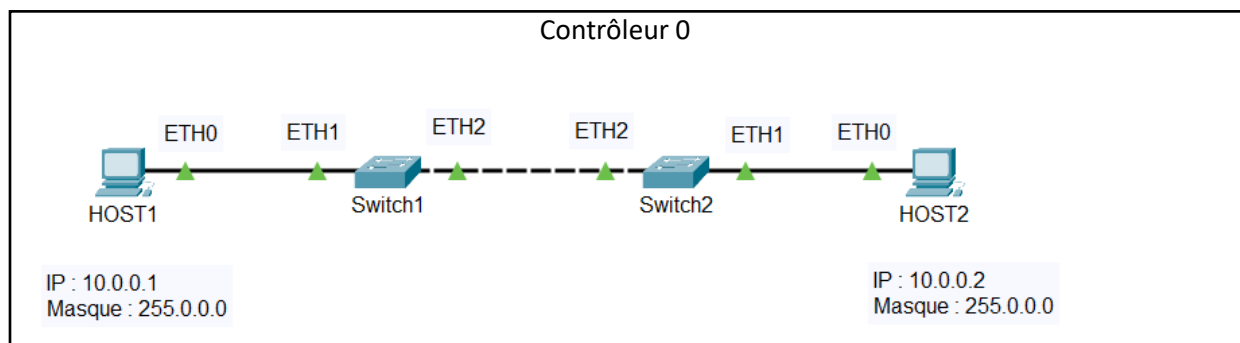 Contrôleur 0
ETH0
ETH1
ETH2
ETH2
ETH1
ETH0
HOST1
Switch1
Switch2
HOST2
IP : 10.0.0.1
Masque : 255.0.0.0
IP : 10.0.0.2
Masque : 255.0.0.0